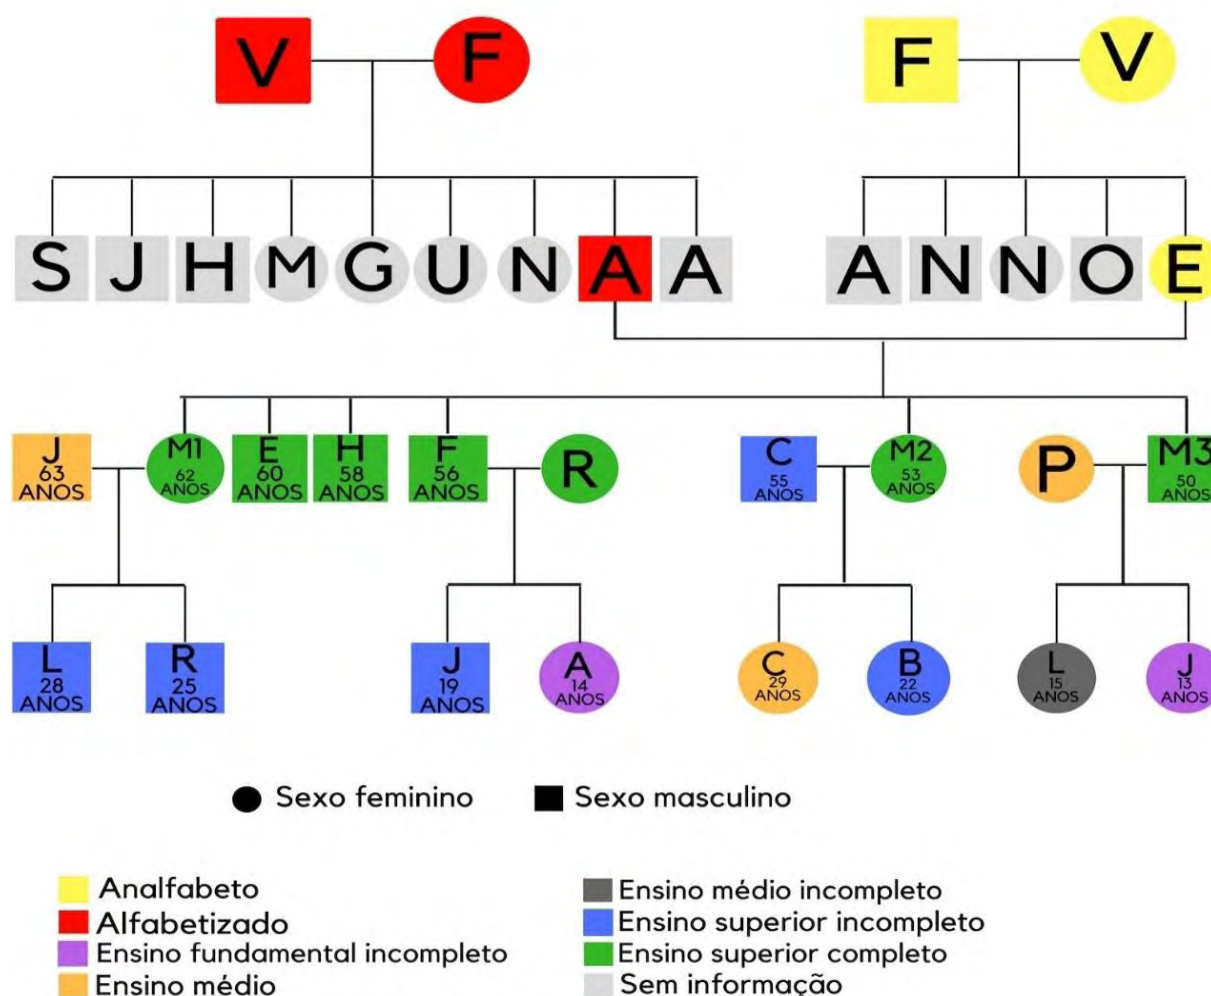 V F F V
S J H M G U N A A A N N O E
J 63 ANOS
M1 62 ANOS
E 60 ANOS
H 58 ANOS
F 56 ANOS
R
C 55 ANOS
M2 53 ANOS
P
M3 50 ANOS
L 28 ANOS
R 25 ANOS
J 19 ANOS
A 14 ANOS
C 29 ANOS
B 22 ANOS
L 15 ANOS
J 13 ANOS
Sexo feminino
Sexo masculino
Analfabeto
Alfabetizado
Ensino fundamental incompleto
Ensino médio
Ensino médio incompleto
Ensino superior incompleto
Ensino superior completo
Sem informação